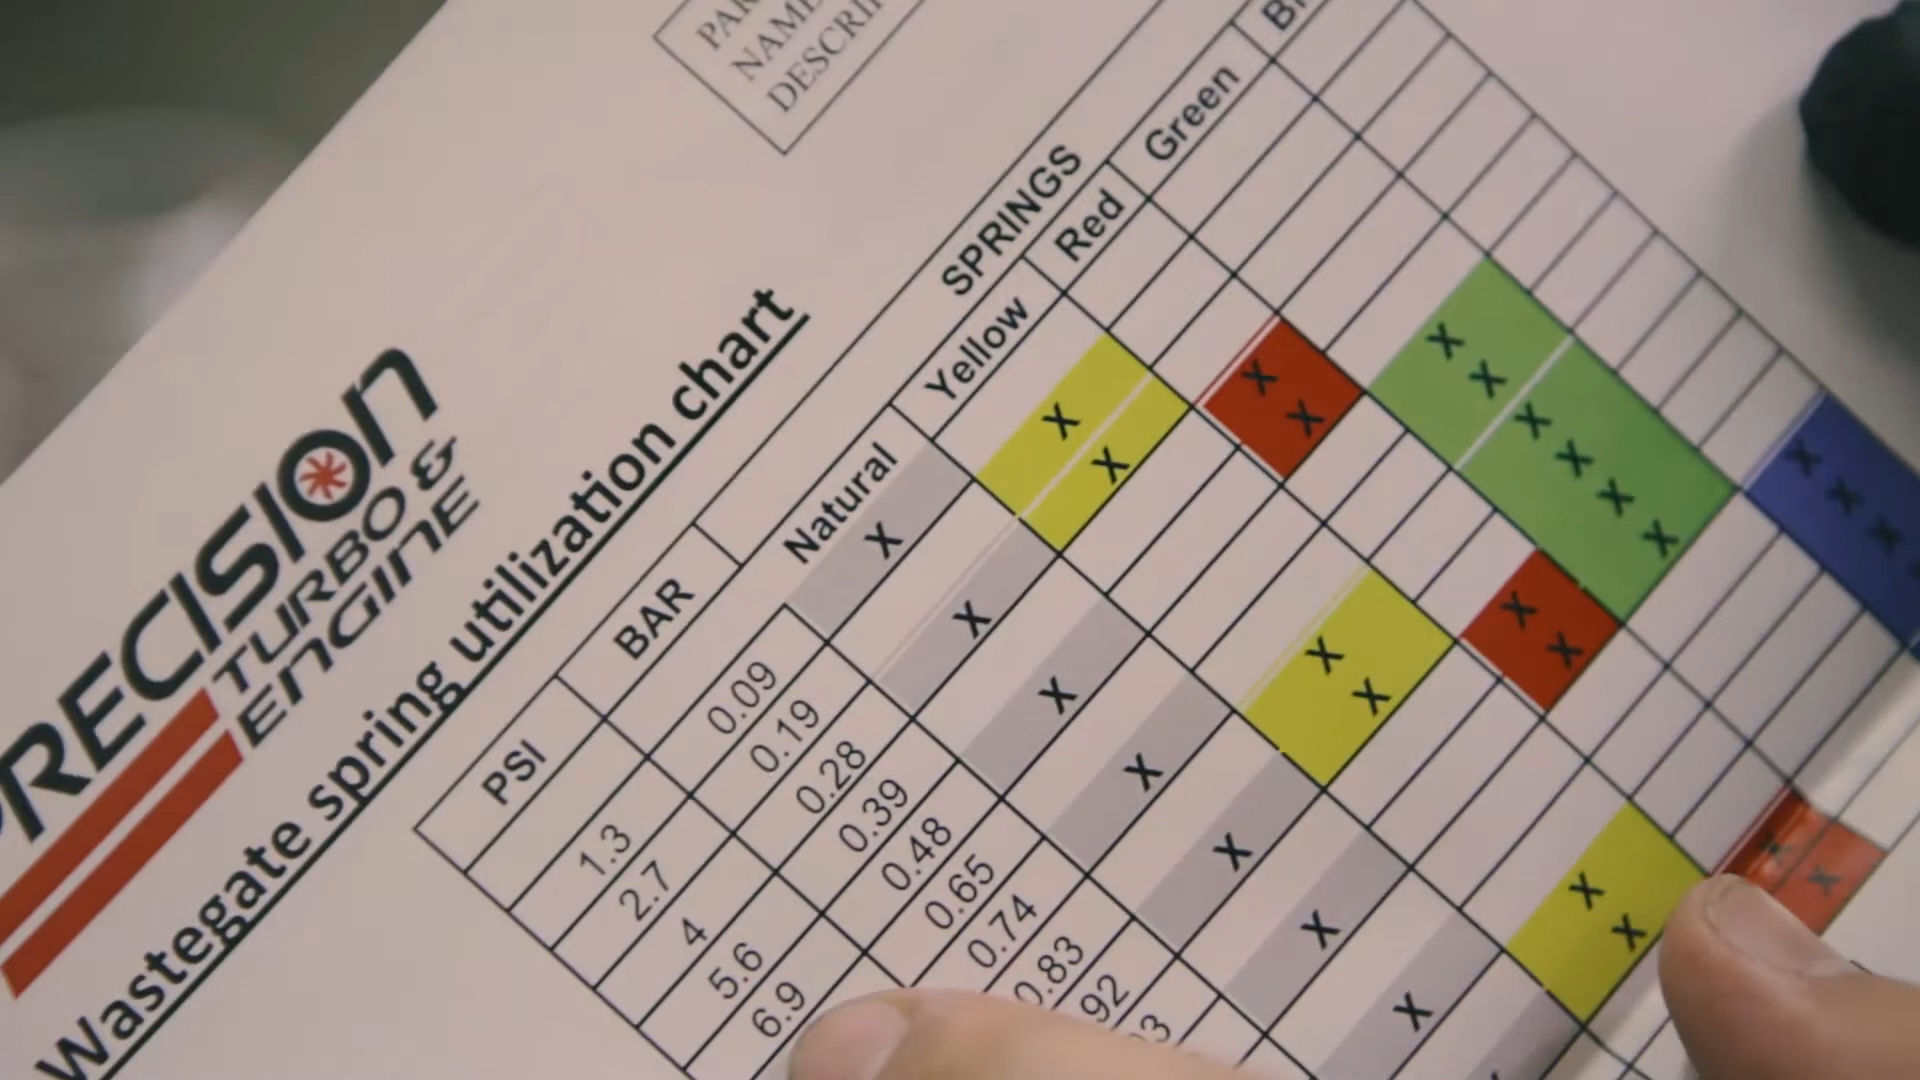 PRECISION
TURBO &
ENGINE
NAME
Wastegate spring utilization chart
SPRINGS
PSI BAR Natural Yellow Red Green
1.3 0.09 X
2.7 0.19 X X
4 0.28 X X
5.6 0.39 X X
6.9 0.48 X X
0.65 X X
0.74 X X
0.83 X X
X X
X X
X X
X X
X X
X X
X X
X X
X